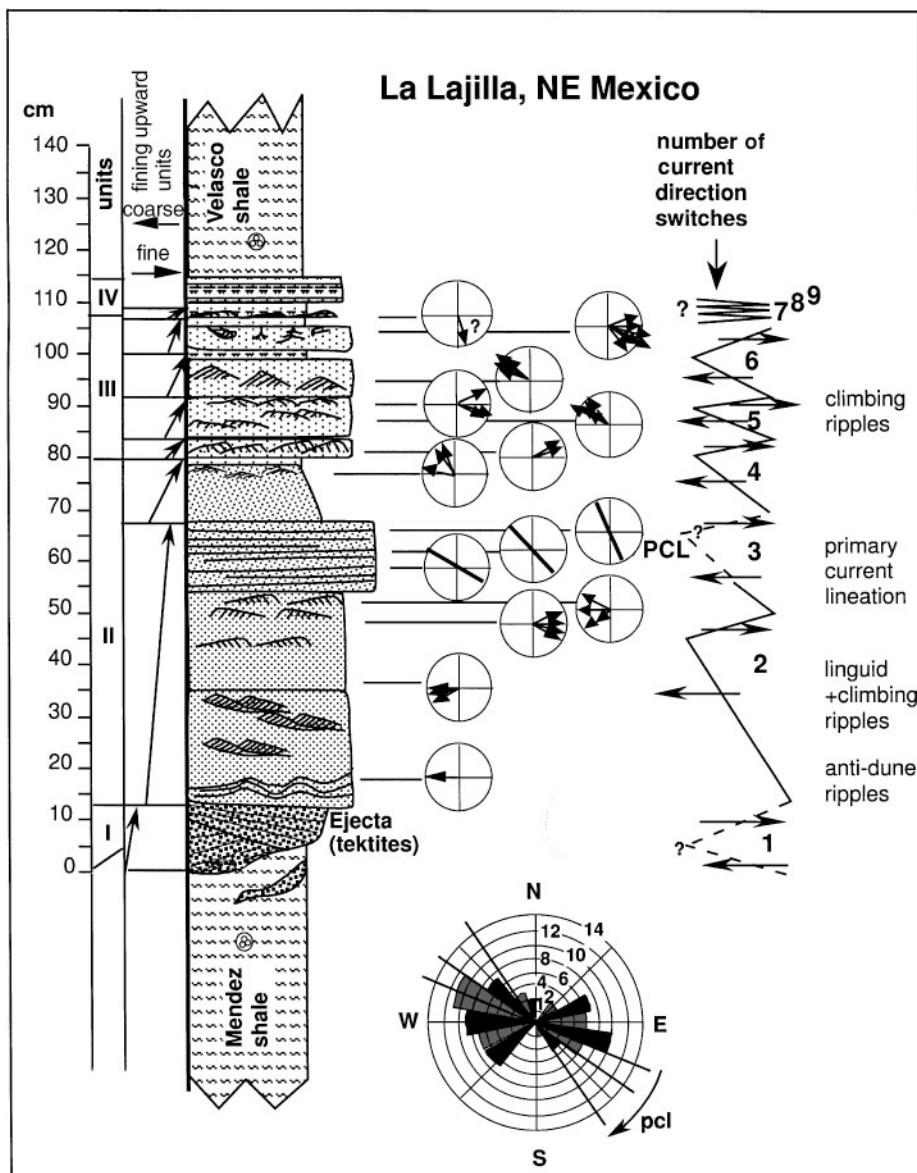 La Lajilla, NE Mexico
cm
units
fining upward
units
coarse
fine
140
130
120
110
100
90
80
70
60
50
40
30
20
10
0
IV
III
II
I
Velasco
shale
Mendez
shale
Ejecta
(tektites)
?
PCL
number of
current
direction
switches
? 7 8 9
6
5
4
?
3
2
1
?
climbing
ripples
primary
current
lineation
linguid
+climbing
ripples
anti-dune
ripples
N
12 14
8 10
4 6
2
1
W
E
S
pcl